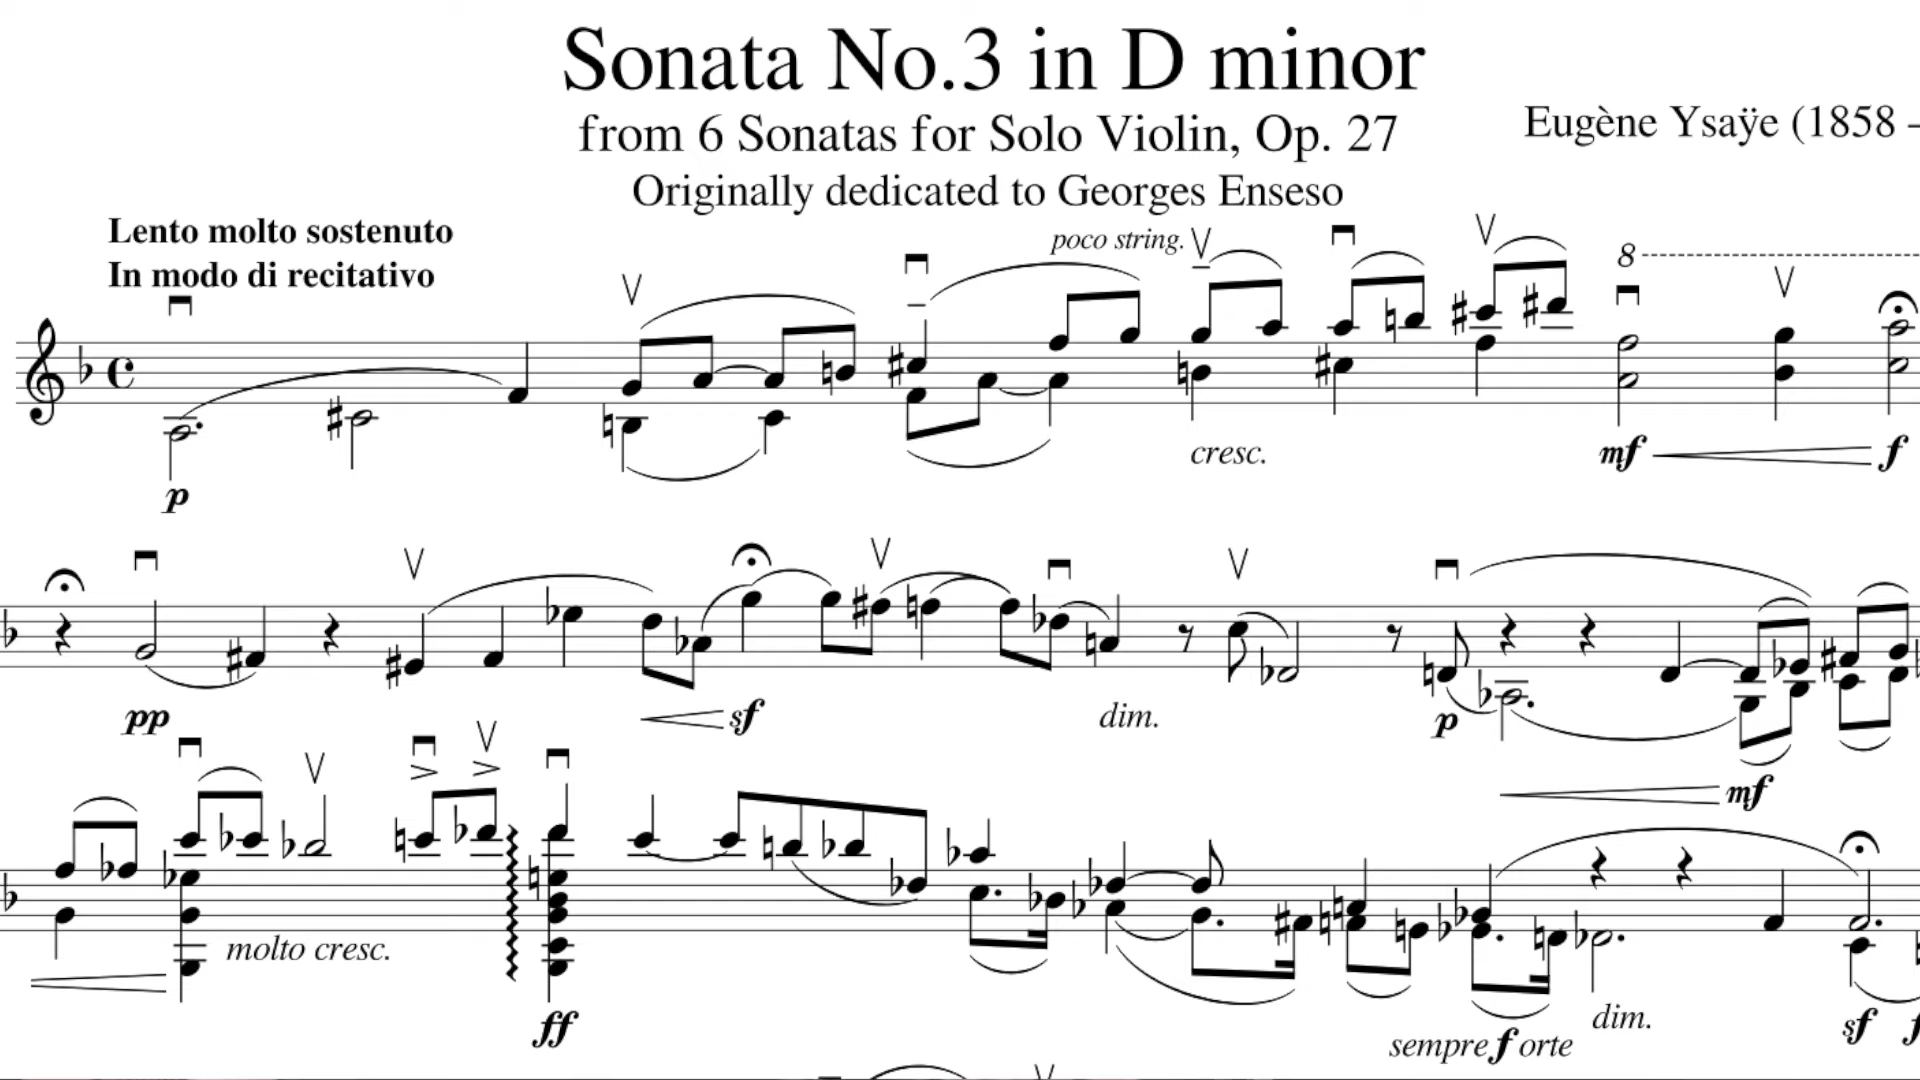 Sonata No.3 in D minor
from 6 Sonatas for Solo Violin, Op. 27
Eugène Ysaÿe (1858 –
Originally dedicated to Georges Enseso
Lento molto sostenuto
In modo di recitativo
poco string.
8
p
cresc.
mf
f
pp
sf
dim.
p
mf
molto cresc.
ff
sempre forte
dim.
sf
f